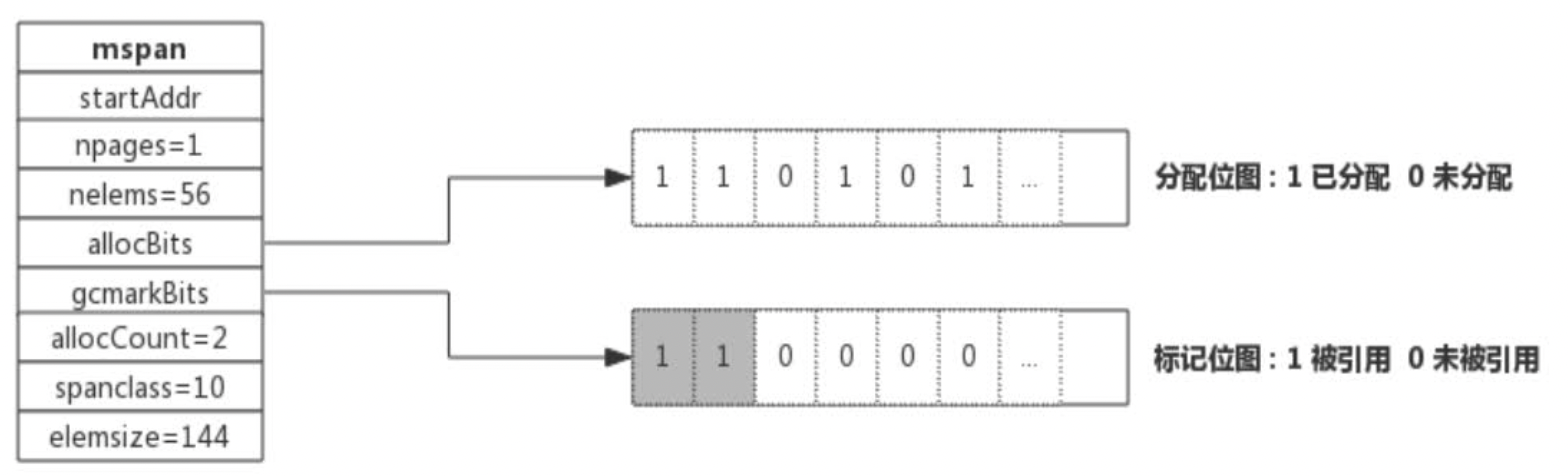 mspan
startAddr
npages=1
nelems=56
allocBits
gcmarkBits
allocCount=2
spanclass=10
elemsize=144
1 1 0 1 0 1 ...
分配位图：1 已分配 0 未分配
1 1 0 0 0 0 ...
标记位图：1 被引用 0 未被引用